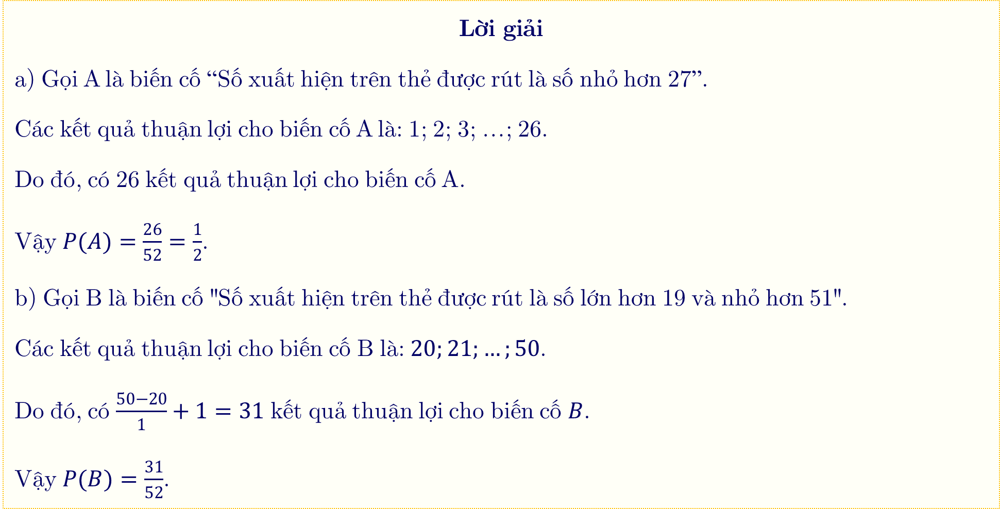 Lời giải
a) Gọi A là biến cố “Số xuất hiện trên thẻ được rút là số nhỏ hơn 27”.
Các kết quả thuận lợi cho biến cố A là: 1; 2; 3; …; 26.
Do đó, có 26 kết quả thuận lợi cho biến cố A.
Vậy P(A) = 26/52 = 1/2.
b) Gọi B là biến cố "Số xuất hiện trên thẻ được rút là số lớn hơn 19 và nhỏ hơn 51".
Các kết quả thuận lợi cho biến cố B là: 20; 21; … ; 50.
Do đó, có (50−20)/1 + 1 = 31 kết quả thuận lợi cho biến cố B.
Vậy P(B) = 31/52.